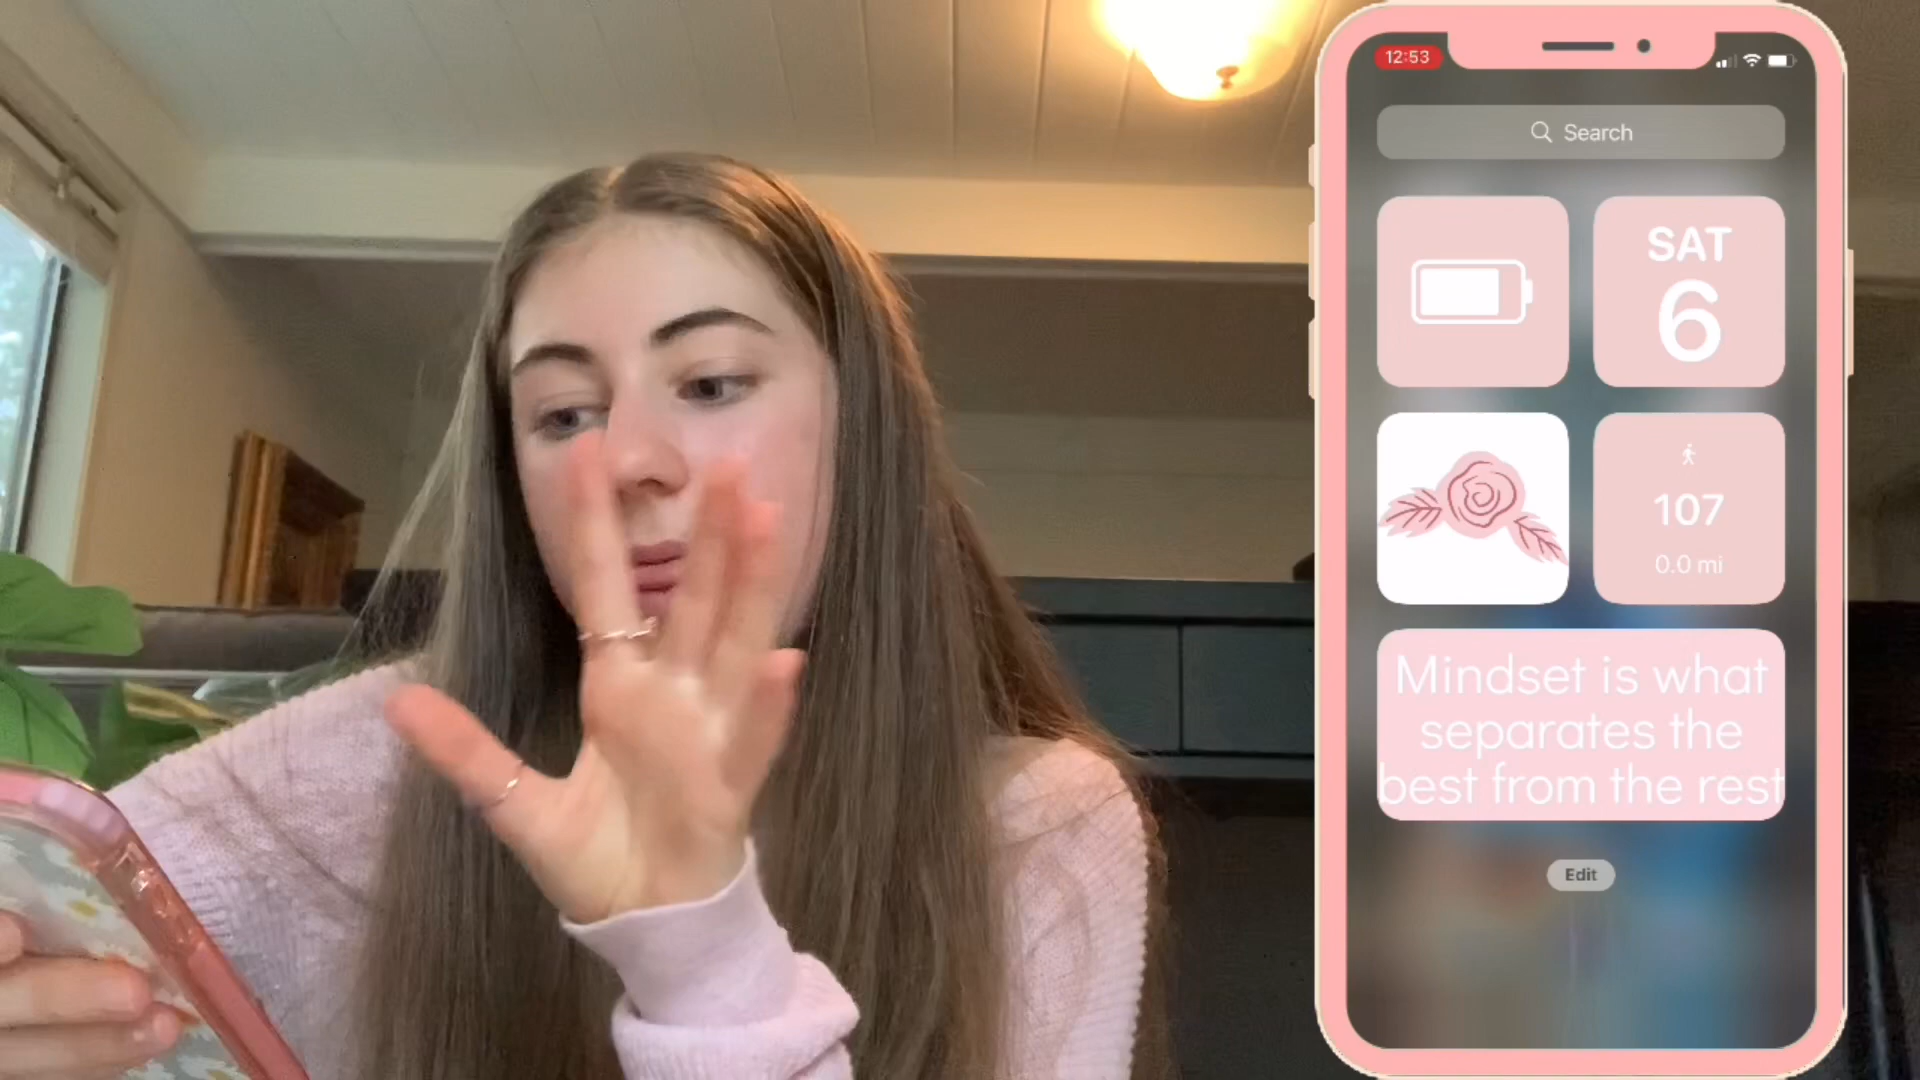 12:53
Search
SAT
6
107
0.0 mi
Mindset is what
separates the
best from the rest
Edit